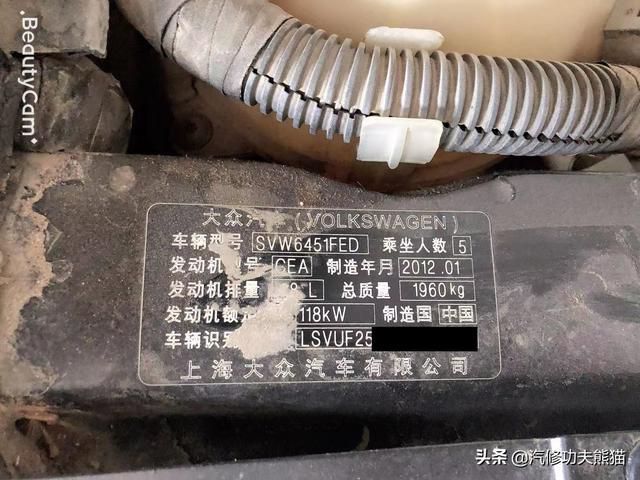 BeautyCam
大众汽 (VOLKSWAGEN)
车辆型号 SVW6451FED 乘坐人数 5
发动机型号 CEA 制造年月 2012.01
发动机排量 8 L 总质量 1960kg
发动机额 118kW 制造国 中国
车辆识 LSVUF25
上海大众汽车有限公司
头条 @汽修功夫熊猫